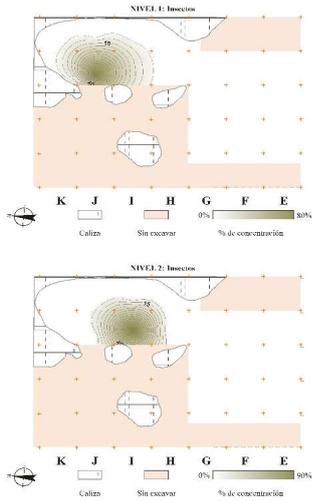 NIVEL 1: Insectos
K J I H G F E
0% 80%
Caliza Sin excavar % de concentración
NIVEL 2: Insectos
K J I H G F E
0% 90%
Caliza Sin excavar % de concentración